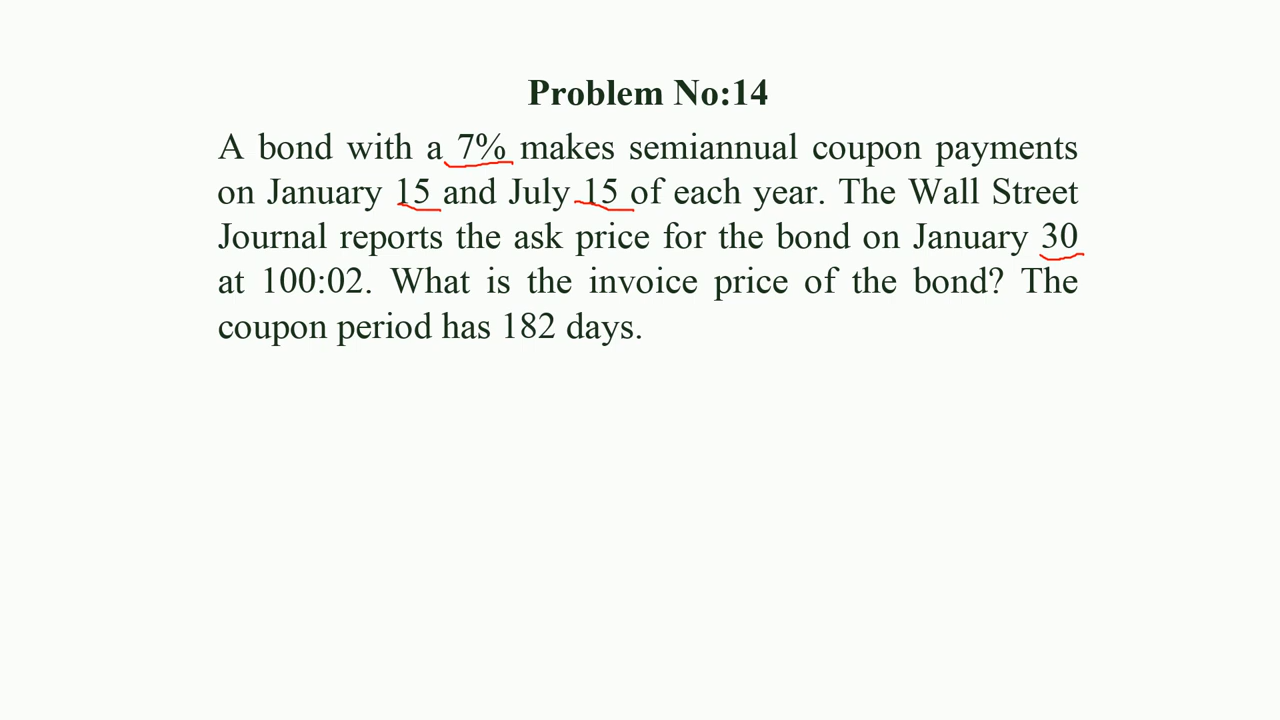 Problem No:14
A bond with a 7% makes semiannual coupon payments
on January 15 and July 15 of each year. The Wall Street
Journal reports the ask price for the bond on January 30
at 100:02. What is the invoice price of the bond? The
coupon period has 182 days.